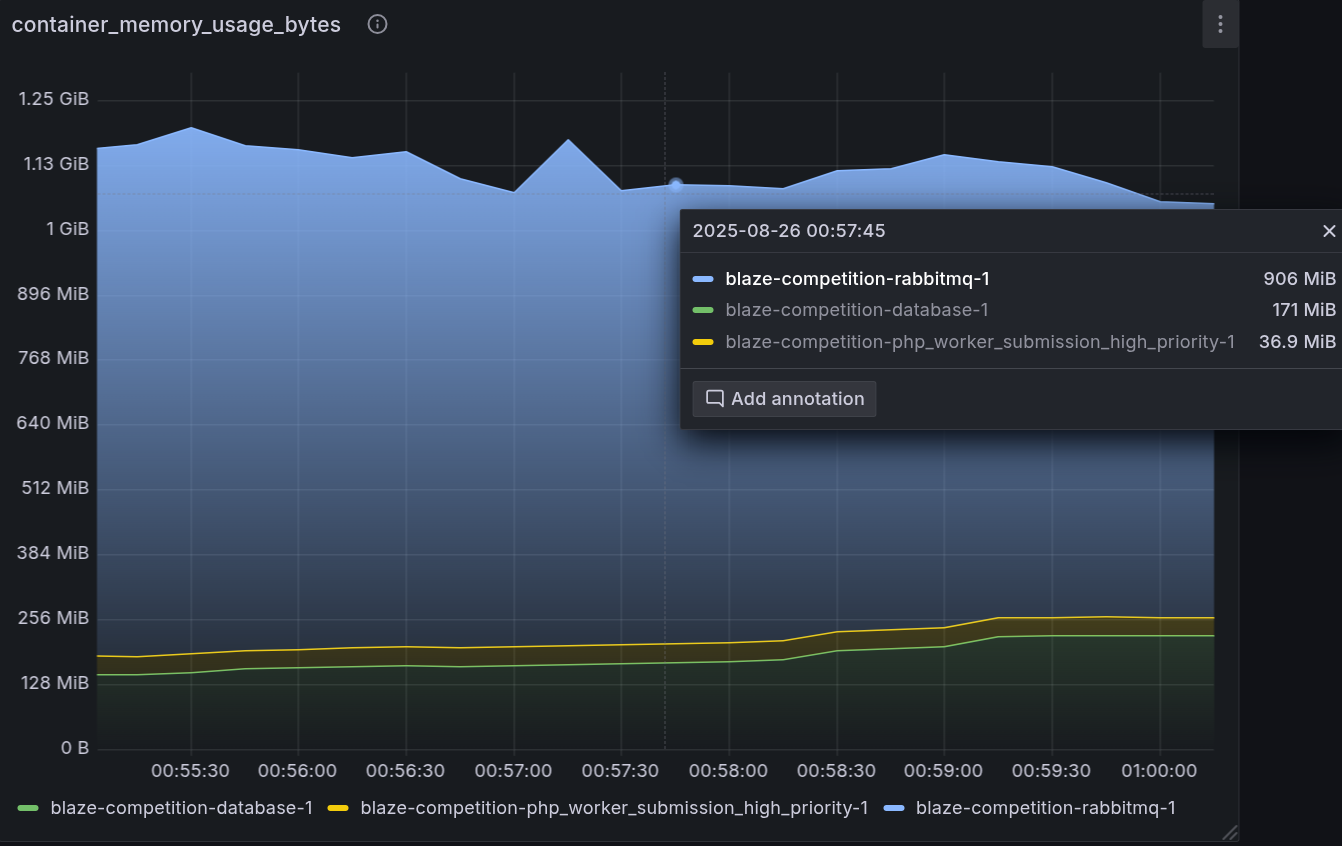 container_memory_usage_bytes
1.25 GiB
1.13 GiB
1 GiB
896 MiB
768 MiB
640 MiB
512 MiB
384 MiB
256 MiB
128 MiB
0 B
2025-08-26 00:57:45
blaze-competition-rabbitmq-1 906 MiB
blaze-competition-database-1 171 MiB
blaze-competition-php_worker_submission_high_priority-1 36.9 MiB
Add annotation
00:55:30 00:56:00 00:56:30 00:57:00 00:57:30 00:58:00 00:58:30 00:59:00 00:59:30 01:00:00
blaze-competition-database-1 blaze-competition-php_worker_submission_high_priority-1 blaze-competition-rabbitmq-1